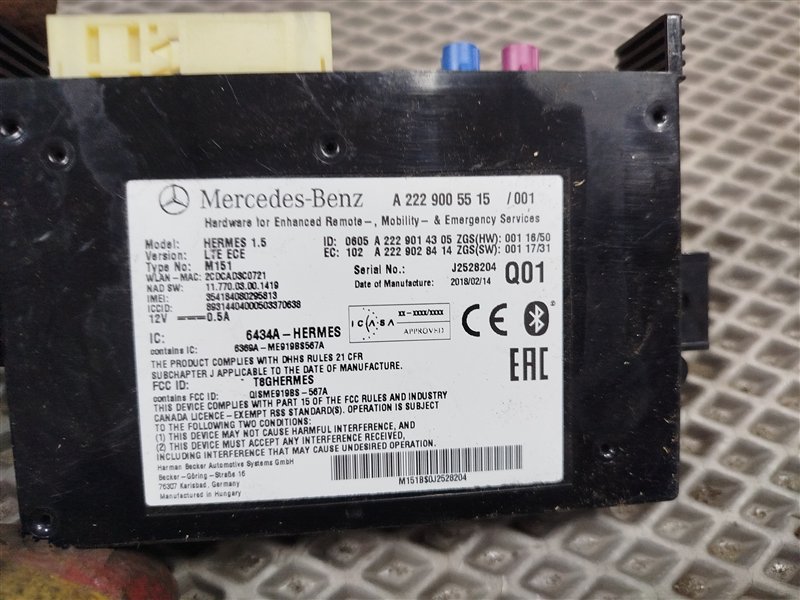 Mercedes-Benz A 222 900 55 15 / 001
Hardware for Enhanced Remote-, Mobility- & Emergency Services
Model: HERMES 1.5 ID: 0605 A 222 901 43 05 ZGS(HW): 001 16/50
Version: LTE ECE EC: 102 A 222 902 84 14 ZGS(SW): 001 17/31
Type No: M151 Serial No.: J2528204 Q01
WLAN-MAC: 2CDCAD3C0721 Date of Manufacture: 2018/02/14
NAD SW: 11.770.03.00.1419
IMEI: 354184080295813
ICCID: 89314404000503370638
12V 0.5A
ICASA xx-xxxx/xxxx APPROVED
CE
EAC
IC: 6434A-HERMES
contains IC: 6369A-ME919BS567A
THE PRODUCT COMPLIES WITH DHHS RULES 21 CFR
SUBCHAPTER J APPLICABLE TO THE DATE OF MANUFACTURE.
FCC ID: T8GHERMES
contains FCC ID: QISME919BS-567A
THIS DEVICE COMPLIES WITH PART 15 OF THE FCC RULES AND INDUSTRY
CANADA LICENCE-EXEMPT RSS STANDARD(S). OPERATION IS SUBJECT
TO THE FOLLOWING TWO CONDITIONS:
(1) THIS DEVICE MAY NOT CAUSE HARMFUL INTERFERENCE, AND
(2) THIS DEVICE MUST ACCEPT ANY INTERFERENCE RECEIVED,
INCLUDING INTERFERENCE THAT MAY CAUSE UNDESIRED OPERATION.
Harman Becker Automotive Systems GmbH
Becker-Göring-Straße 16
76307 Karlsbad, Germany
Manufactured in Hungary
M151B$0J2528204